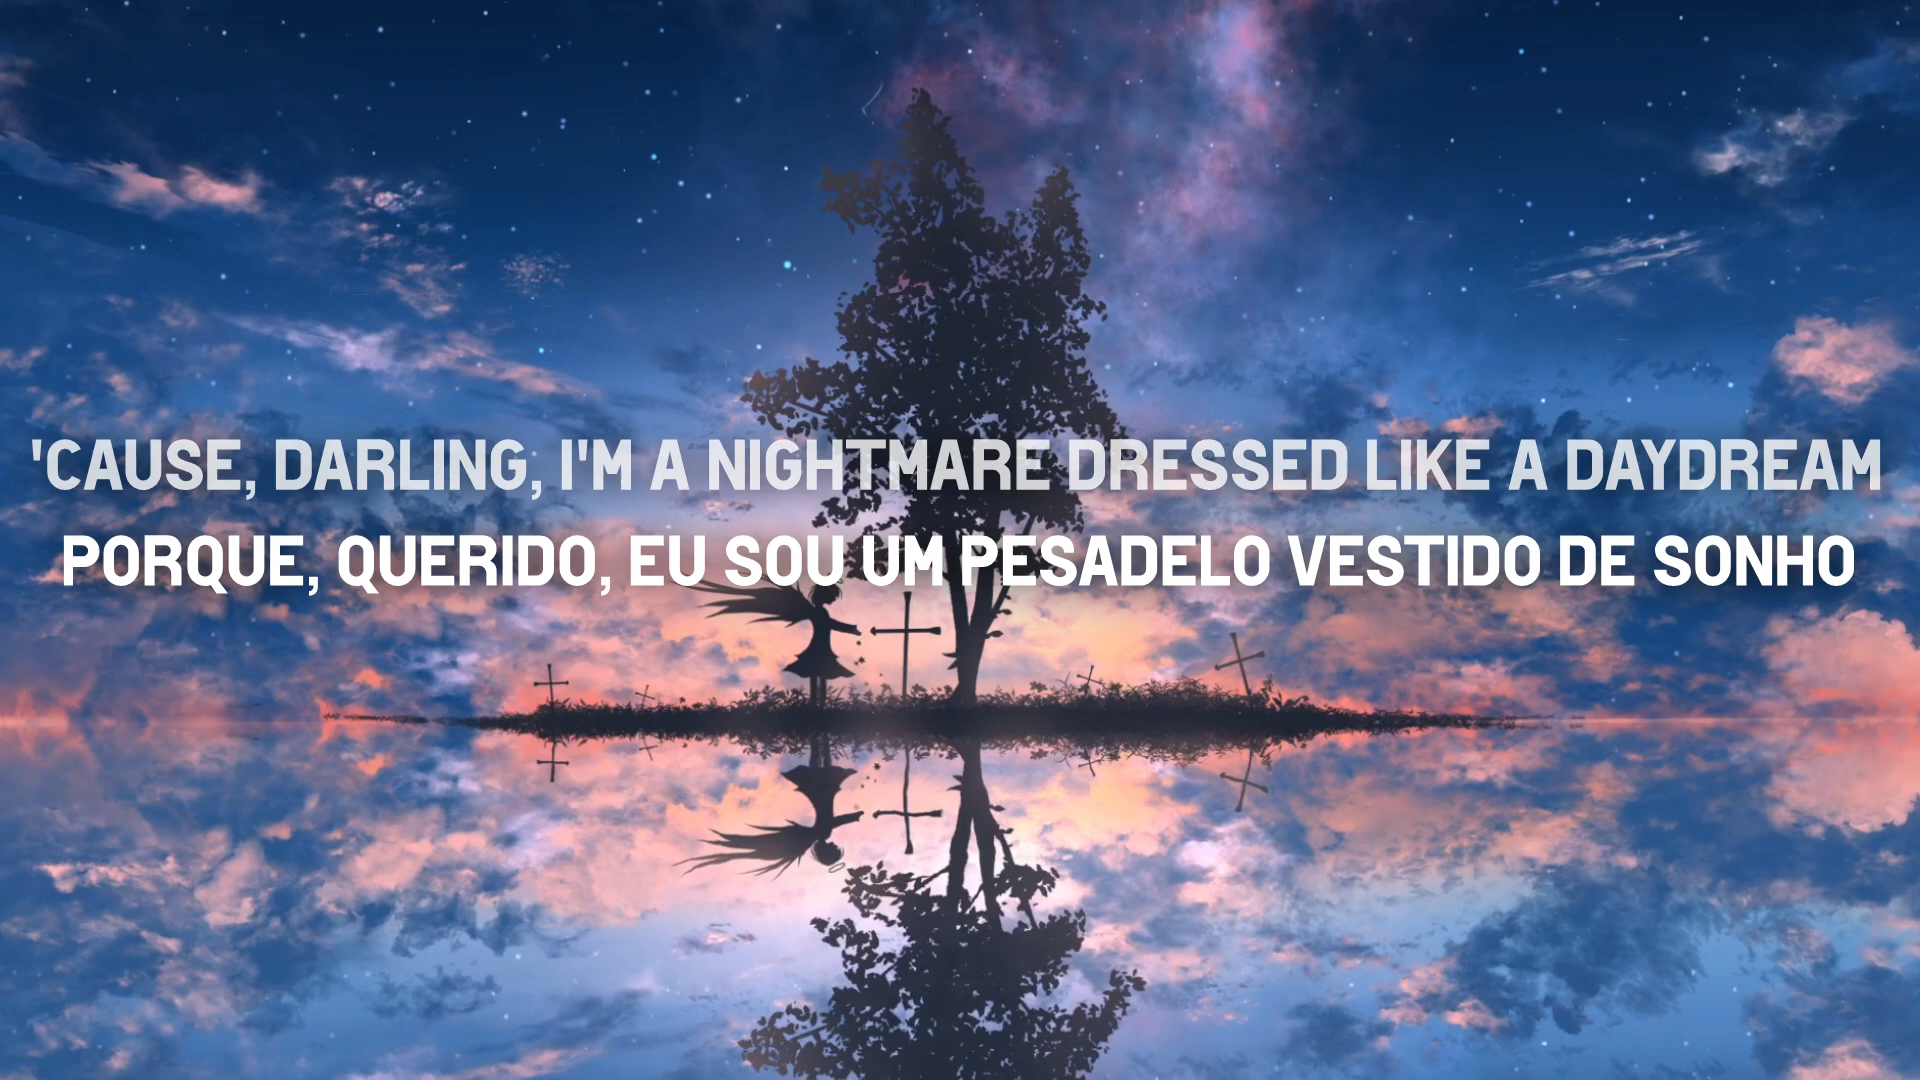 'CAUSE, DARLING, I'M A NIGHTMARE DRESSED LIKE A DAYDREAM
PORQUE, QUERIDO, EU SOU UM PESADELO VESTIDO DE SONHO